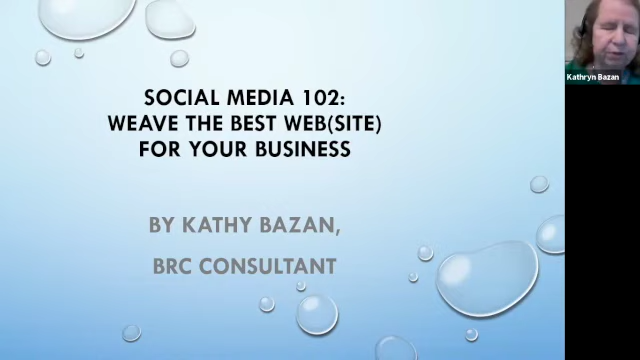 SOCIAL MEDIA 102:
WEAVE THE BEST WEB(SITE)
FOR YOUR BUSINESS
BY KATHY BAZAN,
BRC CONSULTANT
Kathryn Bazan